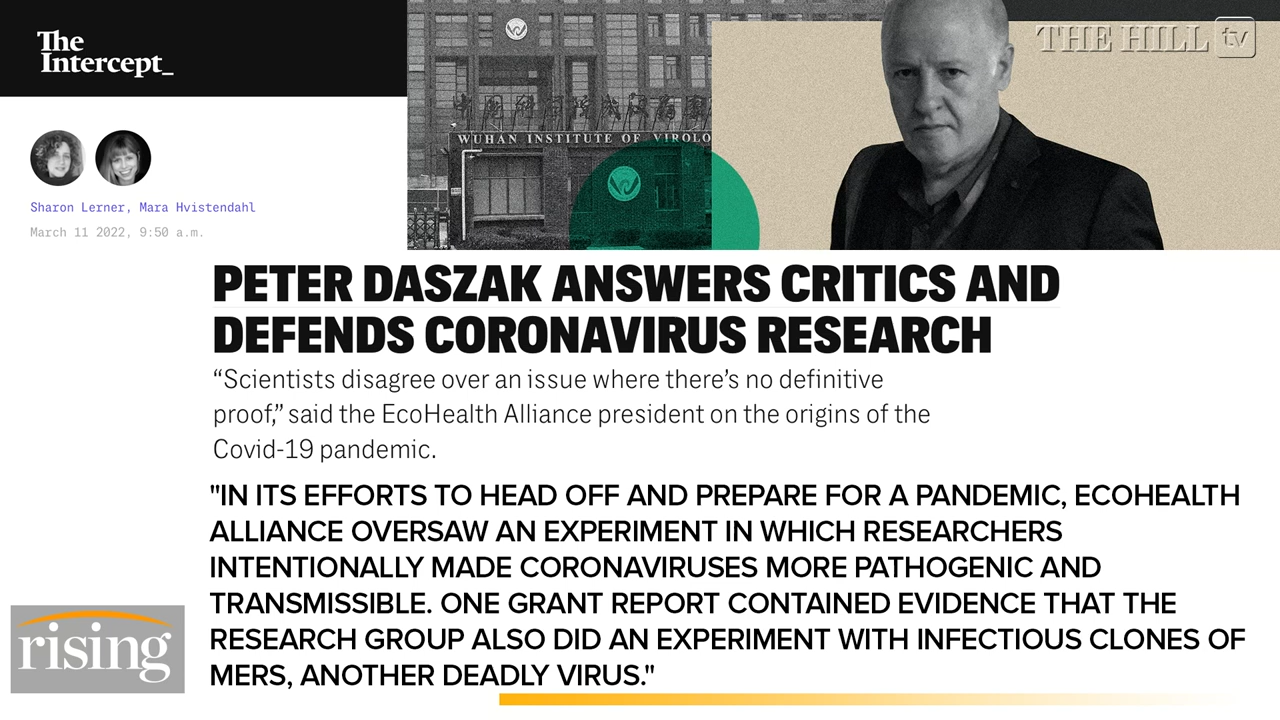 The
Intercept_
THE HILL tv
WUHAN INSTITUTE OF VIROLO
Sharon Lerner, Mara Hvistendahl
March 11 2022, 9:50 a.m.
PETER DASZAK ANSWERS CRITICS AND
DEFENDS CORONAVIRUS RESEARCH
“Scientists disagree over an issue where there’s no definitive
proof,” said the EcoHealth Alliance president on the origins of the
Covid-19 pandemic.
"IN ITS EFFORTS TO HEAD OFF AND PREPARE FOR A PANDEMIC, ECOHEALTH
ALLIANCE OVERSAW AN EXPERIMENT IN WHICH RESEARCHERS
INTENTIONALLY MADE CORONAVIRUSES MORE PATHOGENIC AND
TRANSMISSIBLE. ONE GRANT REPORT CONTAINED EVIDENCE THAT THE
RESEARCH GROUP ALSO DID AN EXPERIMENT WITH INFECTIOUS CLONES OF
MERS, ANOTHER DEADLY VIRUS."
rising